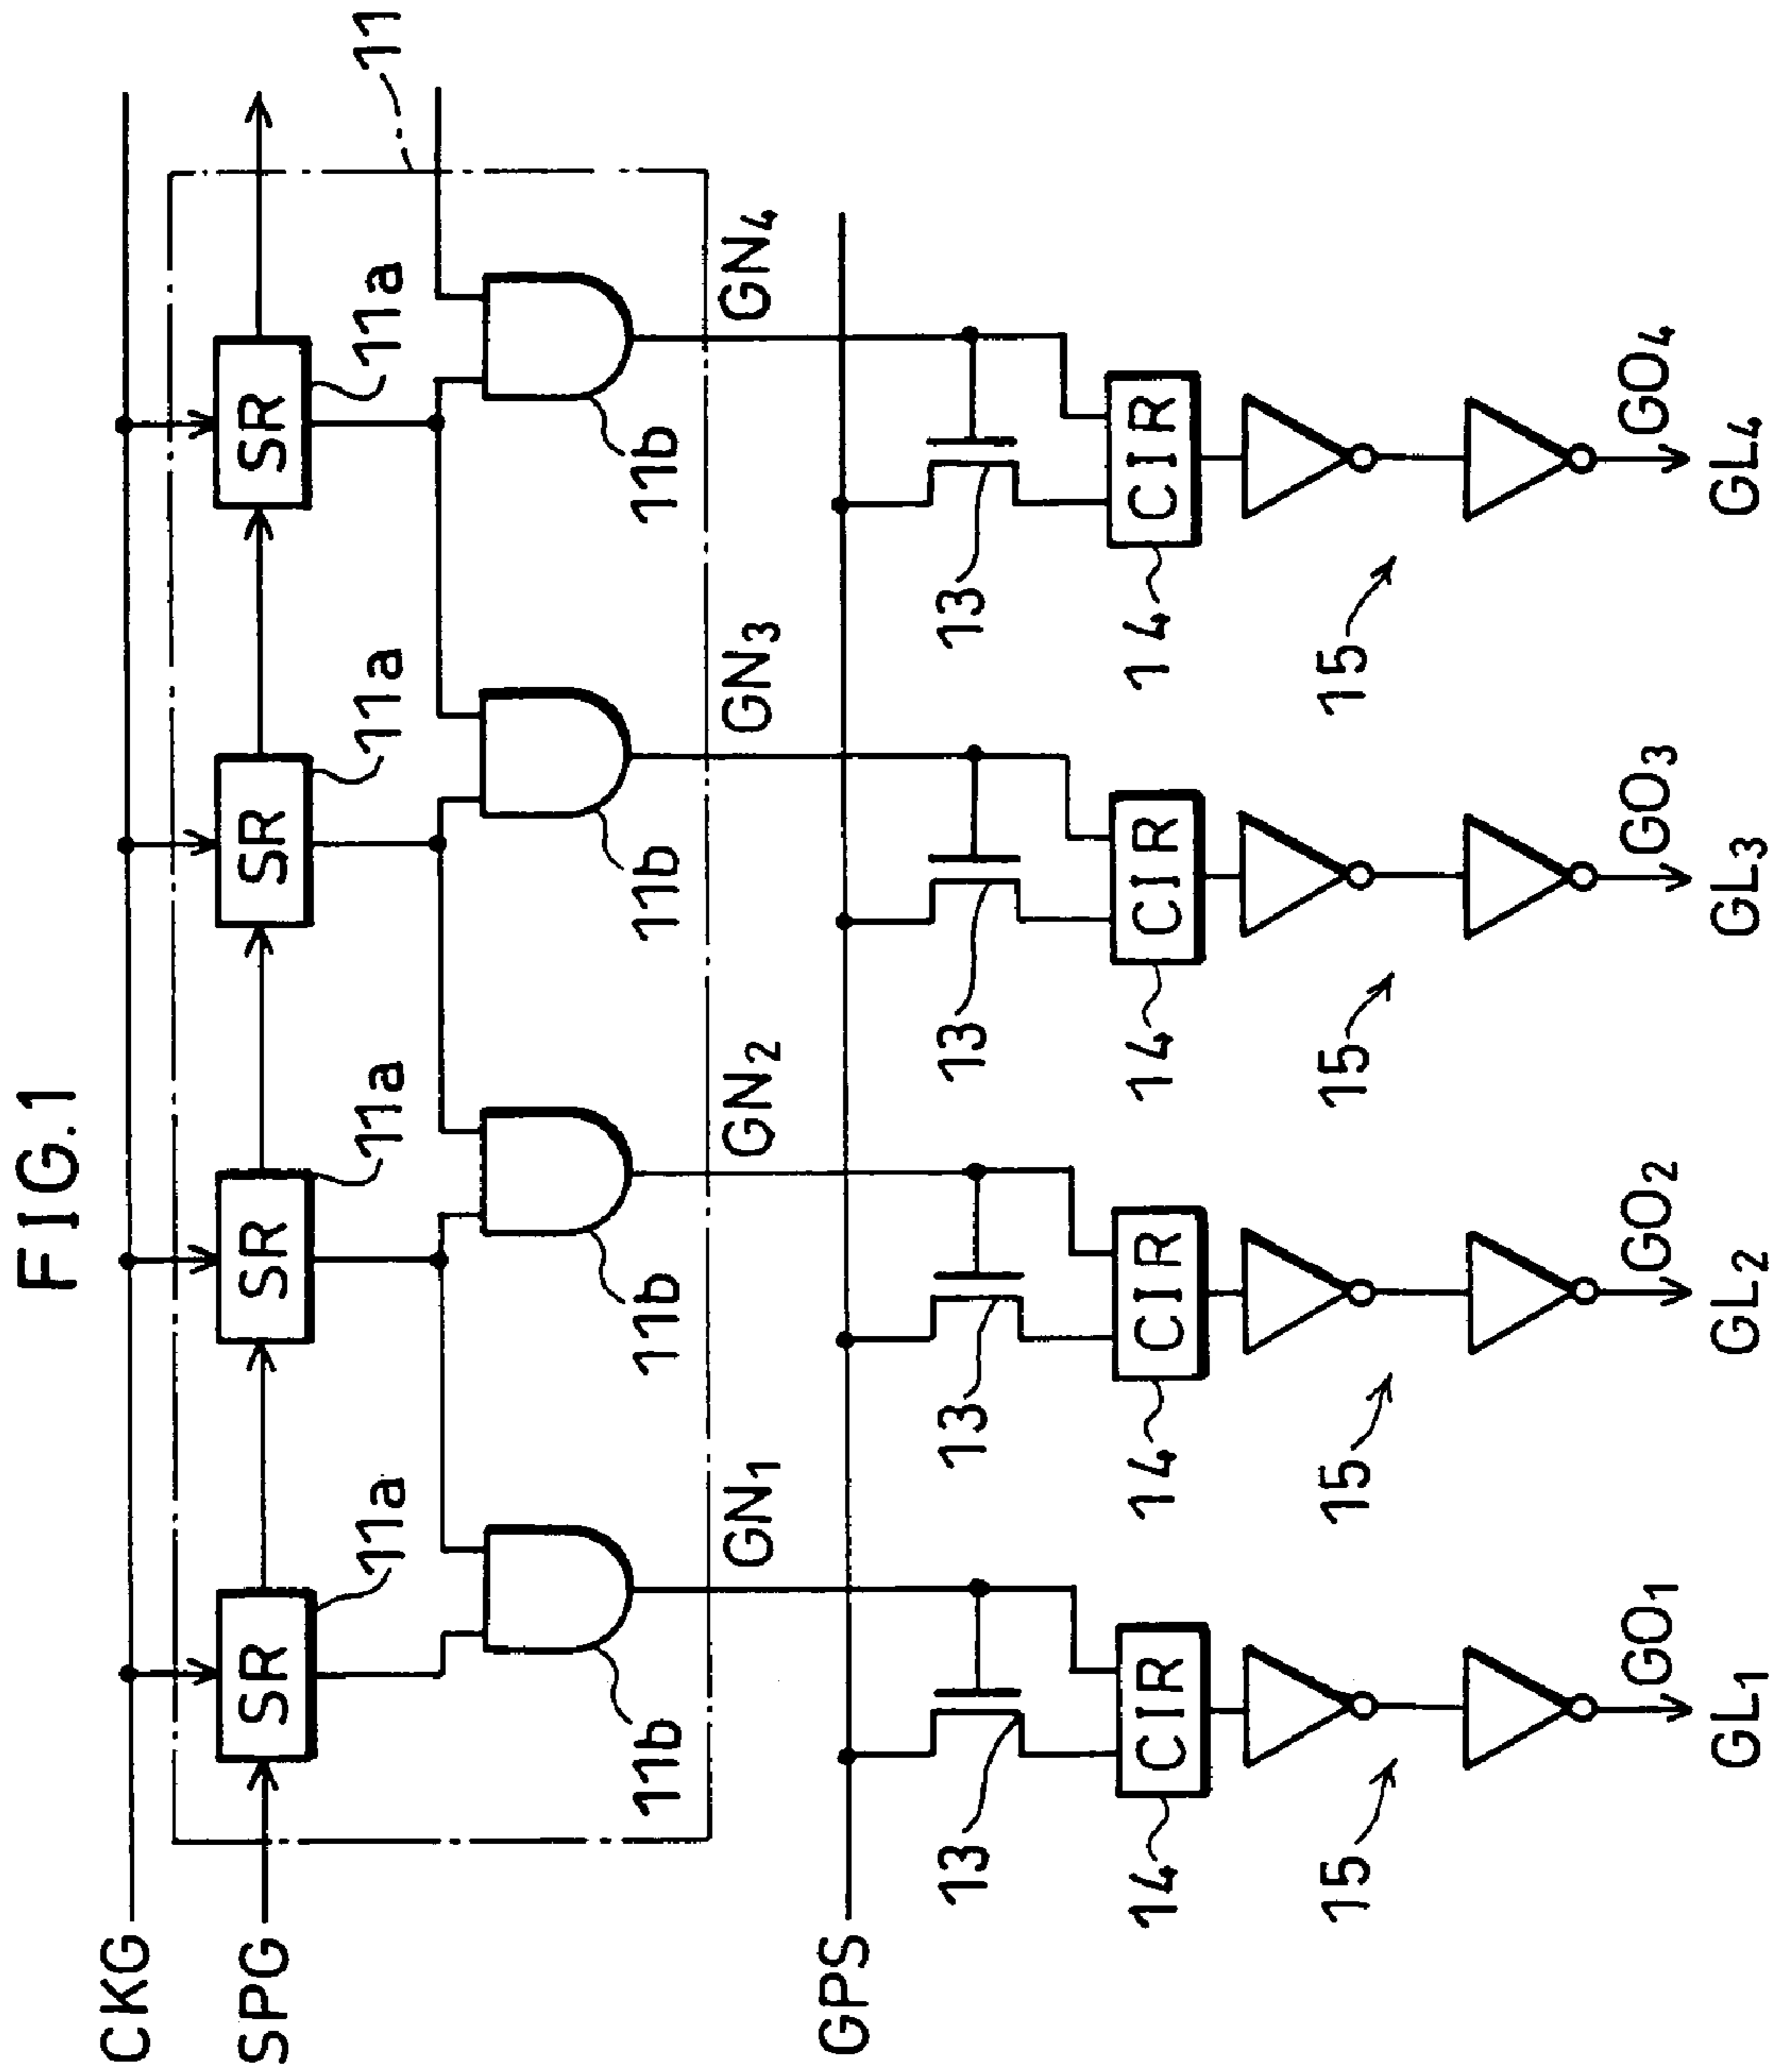 FIG.1
11
CKG
SPG
SR
SR
SR
SR
11a
11a
11a
11a
11b
11b
11b
11b
GN1
GN2
GN3
GN4
GPS
13
13
13
13
CIR
CIR
CIR
CIR
14
14
14
14
15
15
15
15
GO1
GO2
GO3
GO4
GL1
GL2
GL3
GL4